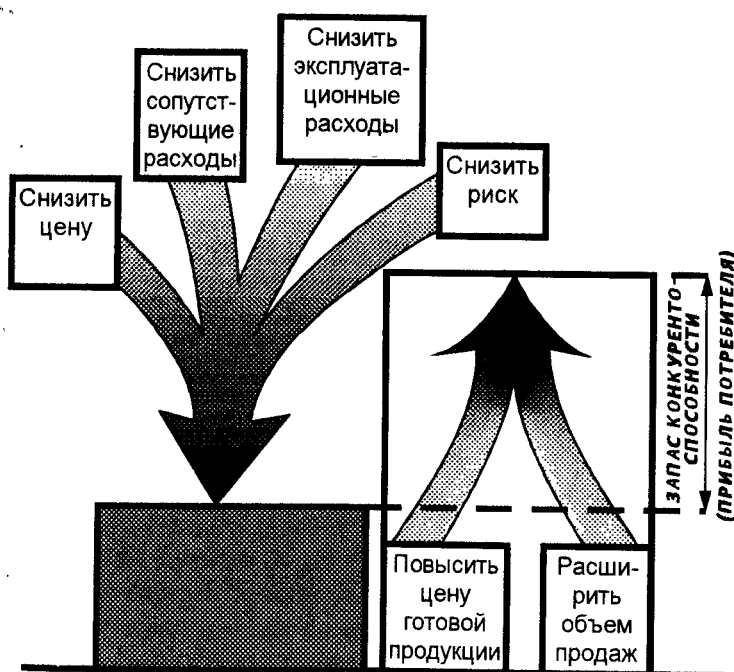 Снизить
цену
Снизить
сопутст-
вующие
расходы
Снизить
эксплуата-
ционные
расходы
Снизить
риск
ЗАПАС КОНКУРЕНТО-
СПОСОБНОСТИ
(ПРИБЫЛЬ ПОТРЕБИТЕЛЯ)
Повысить
цену
готовой
продукции
Расши-
рить
объем
продаж